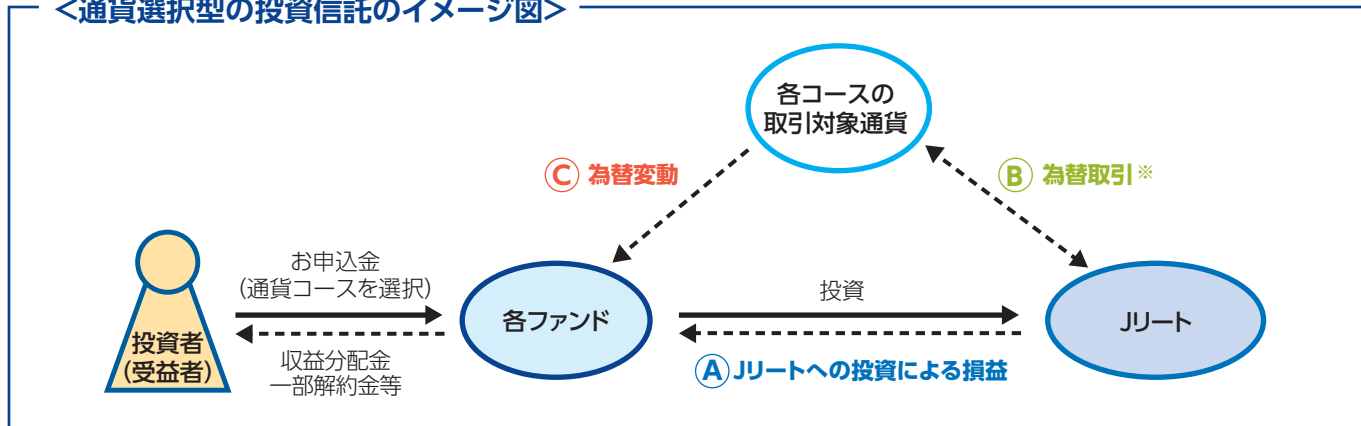 <通貨選択型の投資信託のイメージ図>
各コースの
取引対象通貨
C 為替変動
B 為替取引※
お申込金
(通貨コースを選択)
各ファンド
投資
Jリート
投資者
(受益者)
収益分配金
一部解約金等
A Jリートへの投資による損益